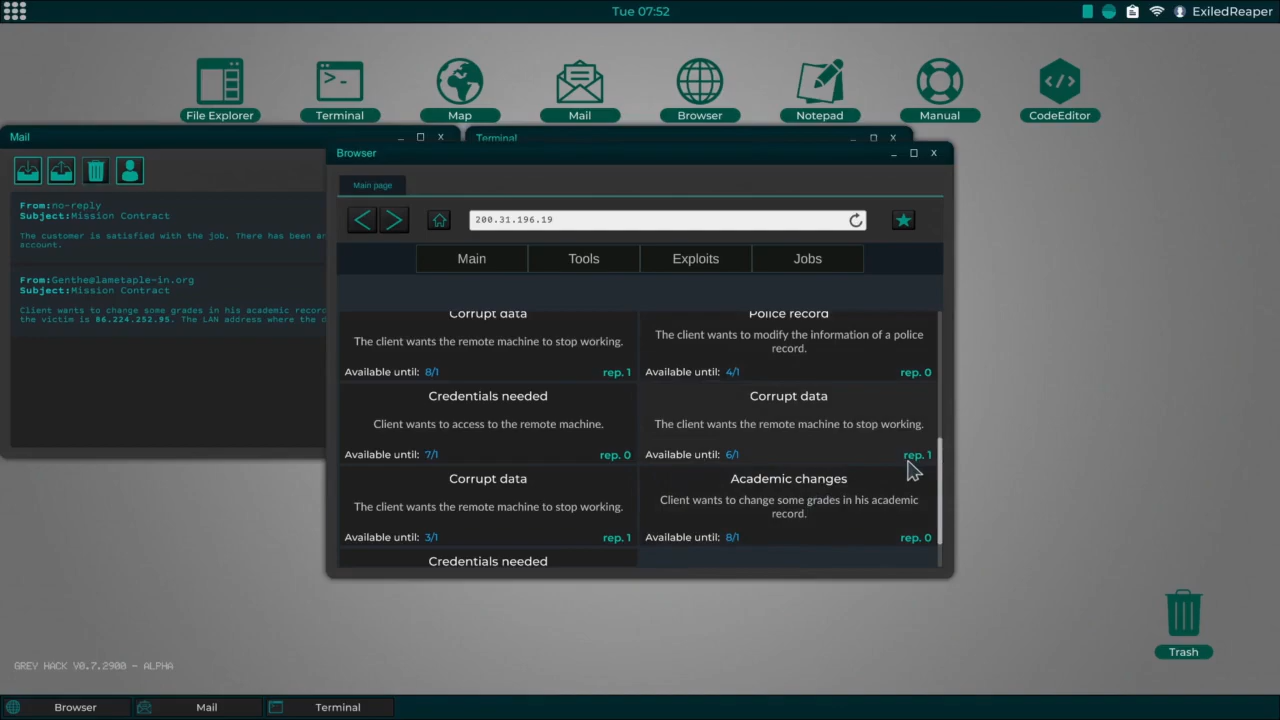 Tue 07:52
ExiledReaper
File Explorer
Terminal
Map
Mail
Browser
Notepad
Manual
CodeEditor
Mail
X
From:no-reply
Subject:Mission Contract
The customer is satisfied with the job. There has been an
account.
From:Genthe@lametaple-in.org
Subject:Mission Contract
Client wants to change some grades in his academic record
the victim is 86.224.252.95. The LAN address where the d
Terminal
X
Browser
X
Main page
200.31.196.19
Main
Tools
Exploits
Jobs
Corrupt data
The client wants the remote machine to stop working.
Available until: 8/1
rep. 1
Police record
The client wants to modify the information of a police
record.
Available until: 4/1
rep. 0
Credentials needed
Client wants to access to the remote machine.
Available until: 7/1
rep. 0
Corrupt data
The client wants the remote machine to stop working.
Available until: 6/1
rep. 1
Corrupt data
The client wants the remote machine to stop working.
Available until: 3/1
rep. 1
Academic changes
Client wants to change some grades in his academic
record.
Available until: 8/1
rep. 0
Credentials needed
Trash
GREY HACK V0.7.2900 - ALPHA
Browser
Mail
Terminal